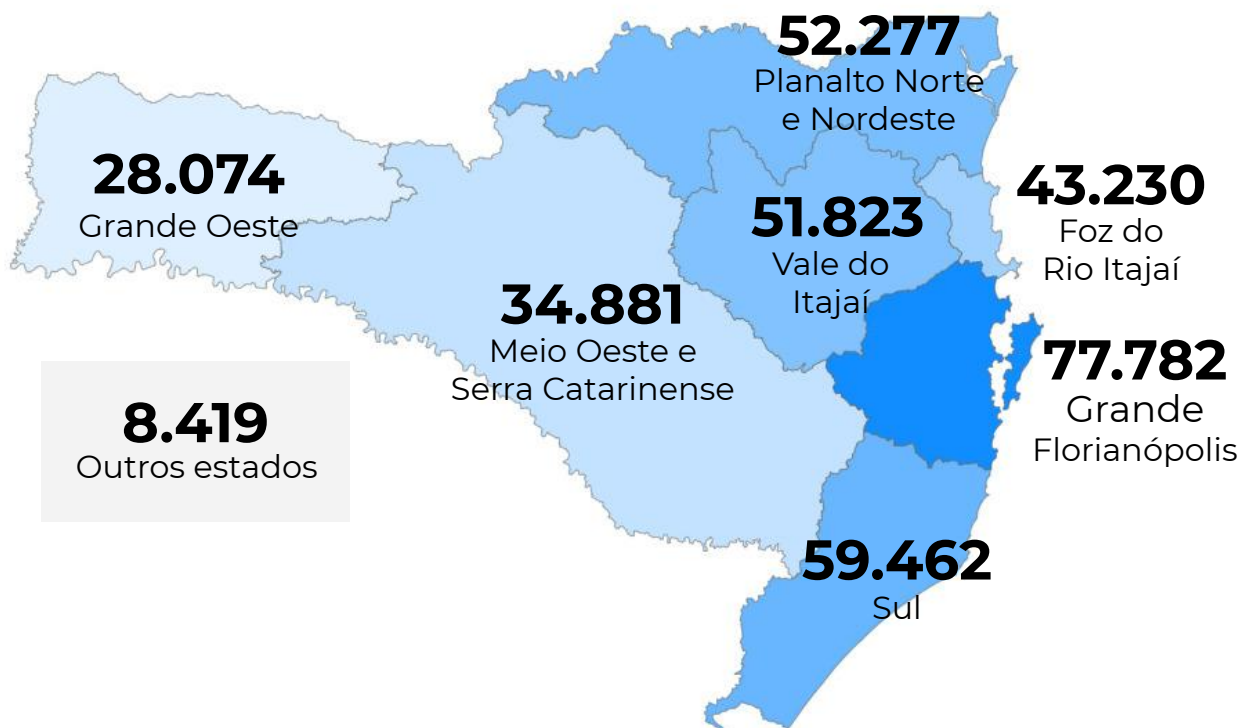 52.277
Planalto Norte
e Nordeste
28.074
Grande Oeste
43.230
Foz do
Rio Itajaí
51.823
Vale do
Itajaí
34.881
Meio Oeste e
Serra Catarinense
77.782
Grande
Florianópolis
8.419
Outros estados
59.462
Sul